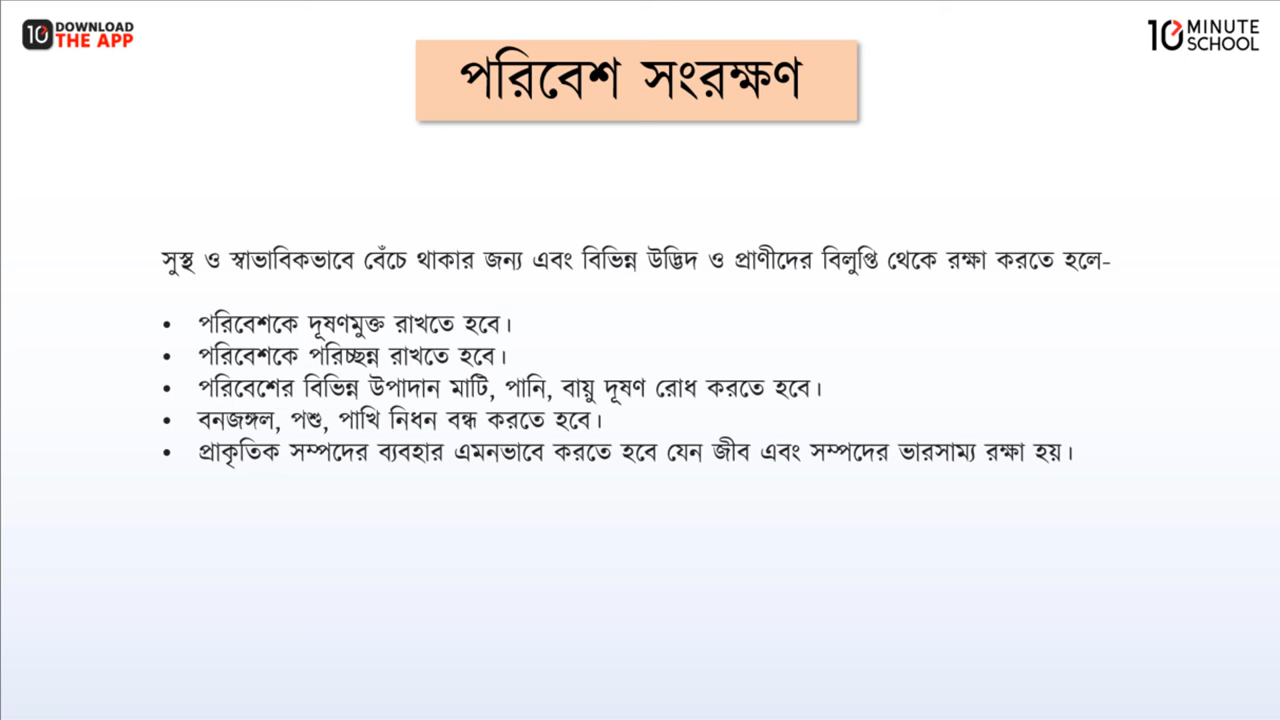 DOWNLOAD
THE APP
10 MINUTE
SCHOOL
পরিবেশ সংরক্ষণ
সুস্থ ও স্বাভাবিকভাবে বেঁচে থাকার জন্য এবং বিভিন্ন উদ্ভিদ ও প্রাণীদের বিলুপ্তি থেকে রক্ষা করতে হলে-
• পরিবেশকে দূষণমুক্ত রাখতে হবে।
• পরিবেশকে পরিচ্ছন্ন রাখতে হবে।
• পরিবেশের বিভিন্ন উপাদান মাটি, পানি, বায়ু দূষণ রোধ করতে হবে।
• বনজঙ্গল, পশু, পাখি নিধন বন্ধ করতে হবে।
• প্রাকৃতিক সম্পদের ব্যবহার এমনভাবে করতে হবে যেন জীব এবং সম্পদের ভারসাম্য রক্ষা হয়।